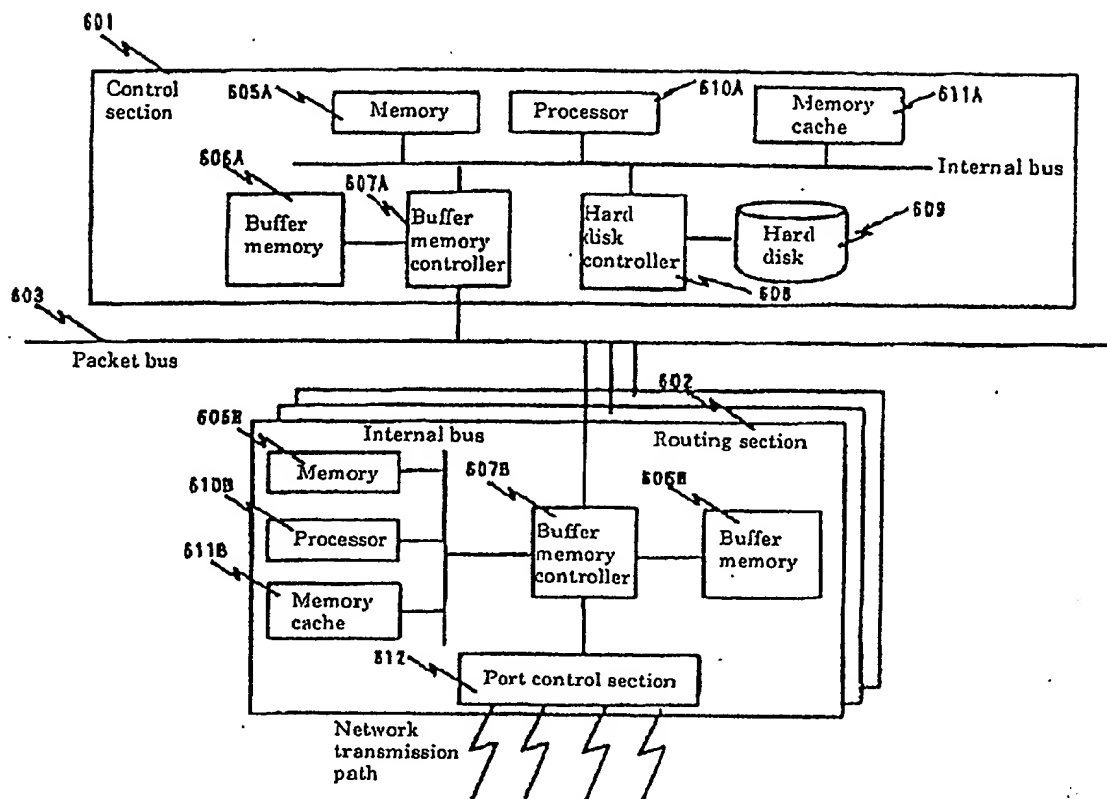 601
Control
section
605A
Memory
610A
Processor
Memory
cache
611A
Internal bus
606A
Buffer
memory
607A
Buffer
memory
controller
Hard
disk
controller
608
Hard
disk
609
603
Packet bus
602
Routing section
605B
Internal bus
Memory
610B
Processor
611B
Memory
cache
607B
Buffer
memory
controller
606B
Buffer
memory
612
Port control section
Network
transmission
path